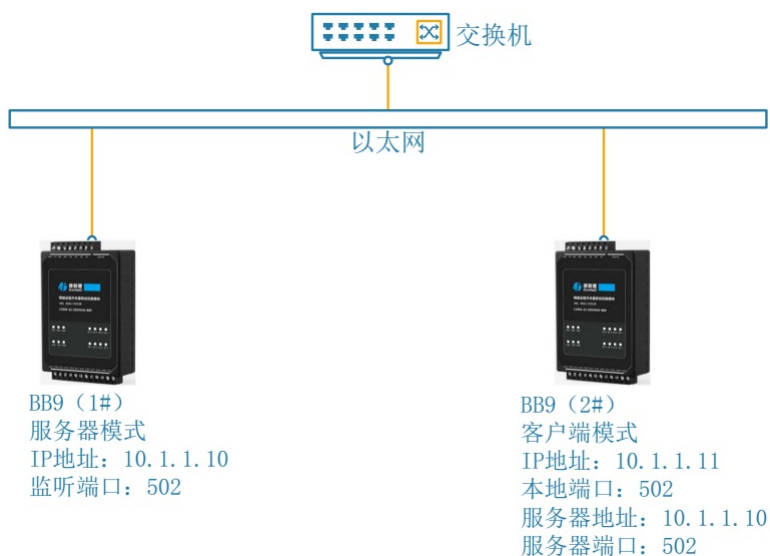 交换机
以太网
BB9（1#）
服务器模式
IP地址：10.1.1.10
监听端口：502
BB9（2#）
客户端模式
IP地址：10.1.1.11
本地端口：502
服务器地址：10.1.1.10
服务器端口：502